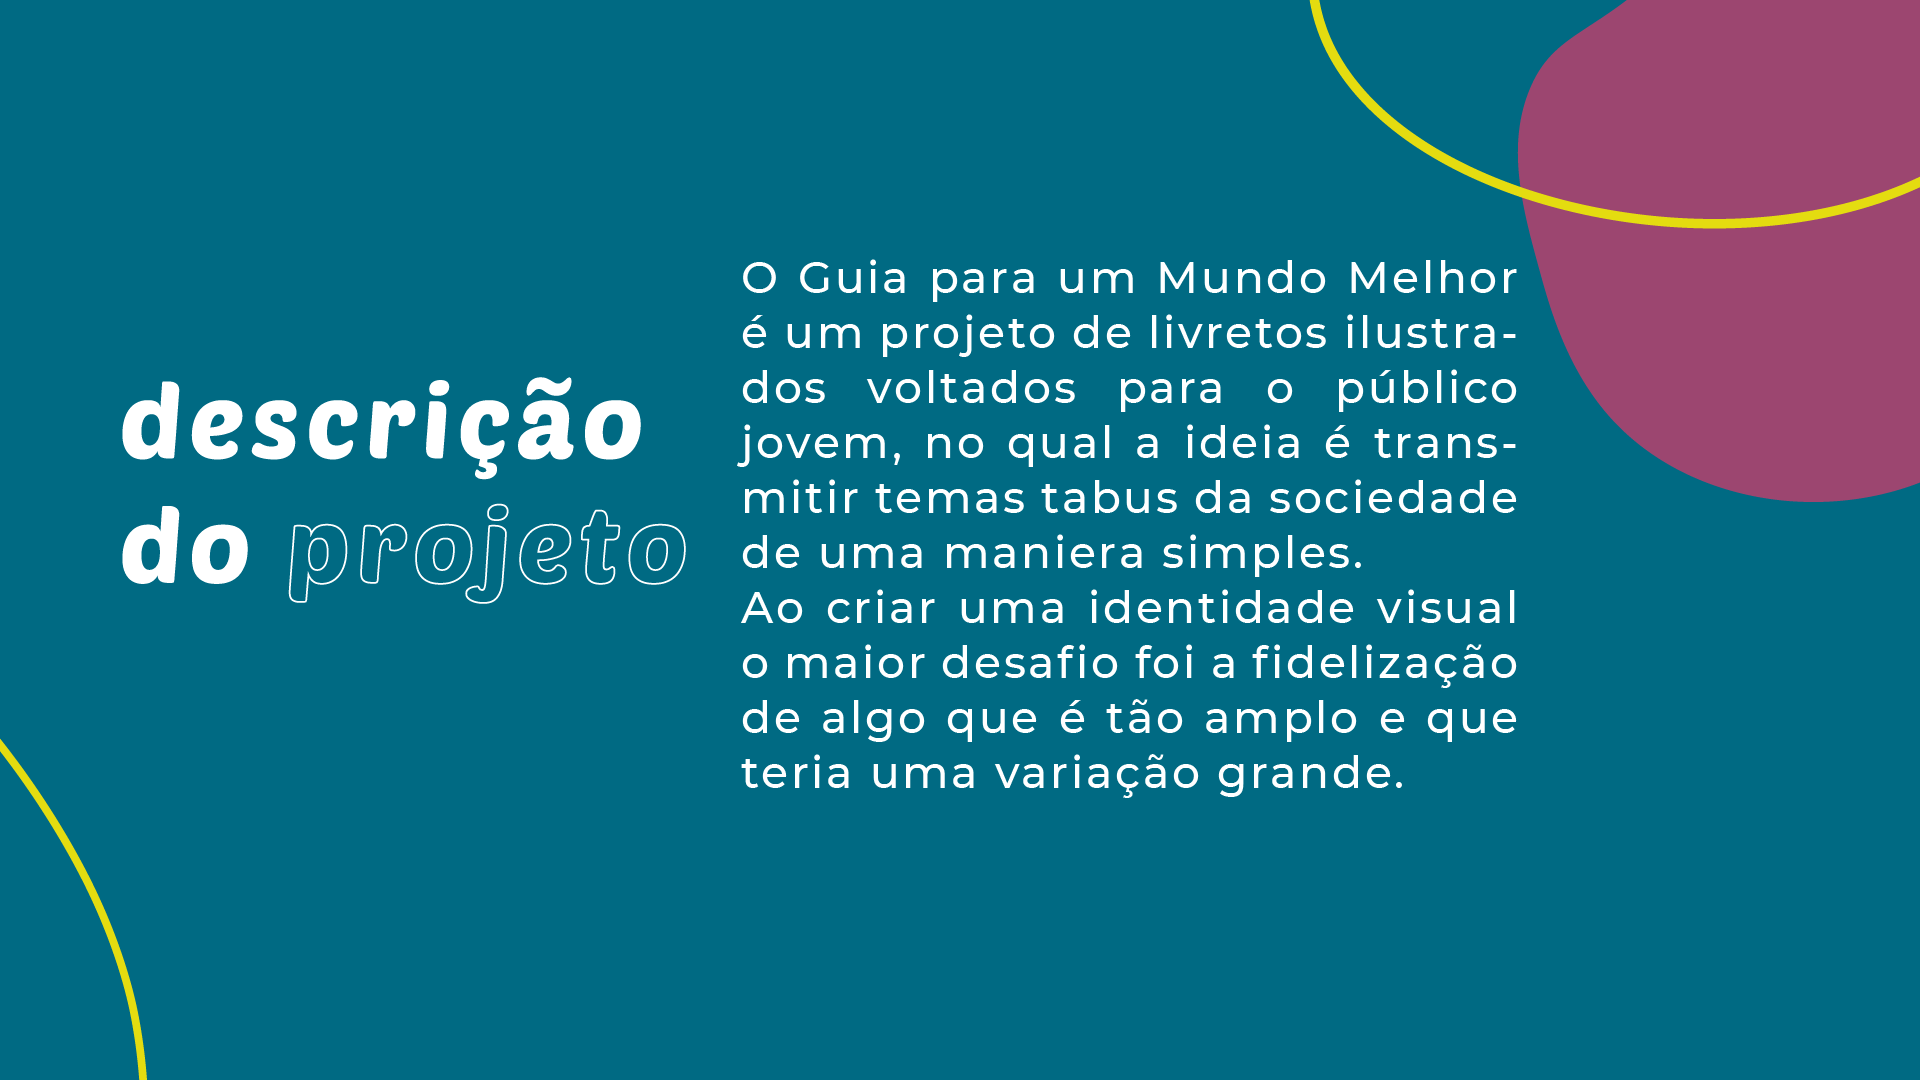 descrição
do projeto
O Guia para um Mundo Melhor
é um projeto de livretos ilustra-
dos voltados para o público
jovem, no qual a ideia é trans-
mitir temas tabus da sociedade
de uma maniera simples.
Ao criar uma identidade visual
o maior desafio foi a fidelização
de algo que é tão amplo e que
teria uma variação grande.